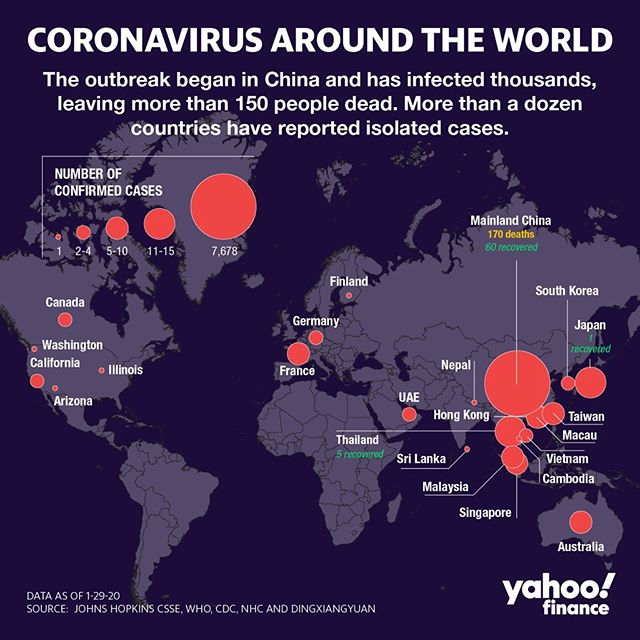 CORONAVIRUS AROUND THE WORLD
The outbreak began in China and has infected thousands,
leaving more than 150 people dead. More than a dozen
countries have reported isolated cases.
NUMBER OF
CONFIRMED CASES
1
2-4
5-10
11-15
7,678
Mainland China
170 deaths
60 recovered
Finland
South Korea
Canada
Germany
Japan
1
recovered
Washington
California
Illinois
France
Nepal
Arizona
UAE
Hong Kong
Taiwan
Macau
Thailand
5 recovered
Sri Lanka
Vietnam
Cambodia
Malaysia
Singapore
Australia
DATA AS OF 1-29-20
SOURCE: JOHNS HOPKINS CSSE, WHO, CDC, NHC AND DINGXIANGYUAN
yahoo!
finance